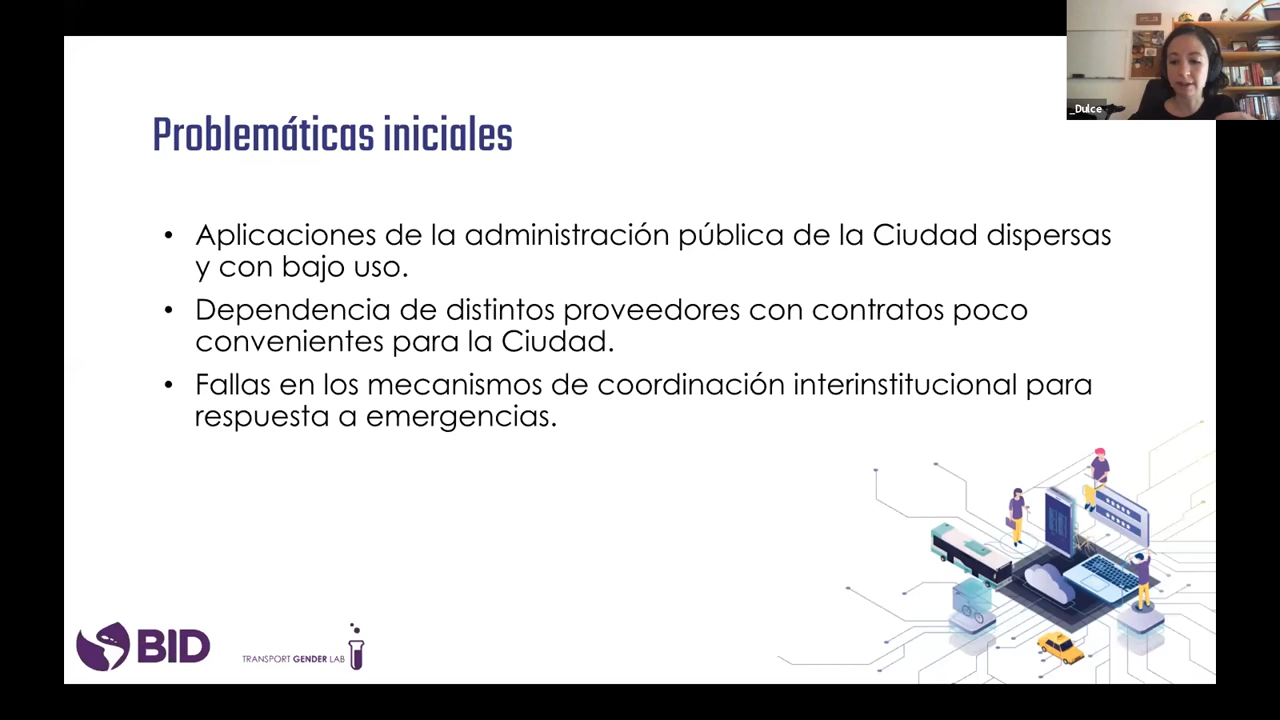 _Dulce
Problemáticas iniciales
• Aplicaciones de la administración pública de la Ciudad dispersas
y con bajo uso.
• Dependencia de distintos proveedores con contratos poco
convenientes para la Ciudad.
• Fallas en los mecanismos de coordinación interinstitucional para
respuesta a emergencias.
BID
TRANSPORT GENDER LAB